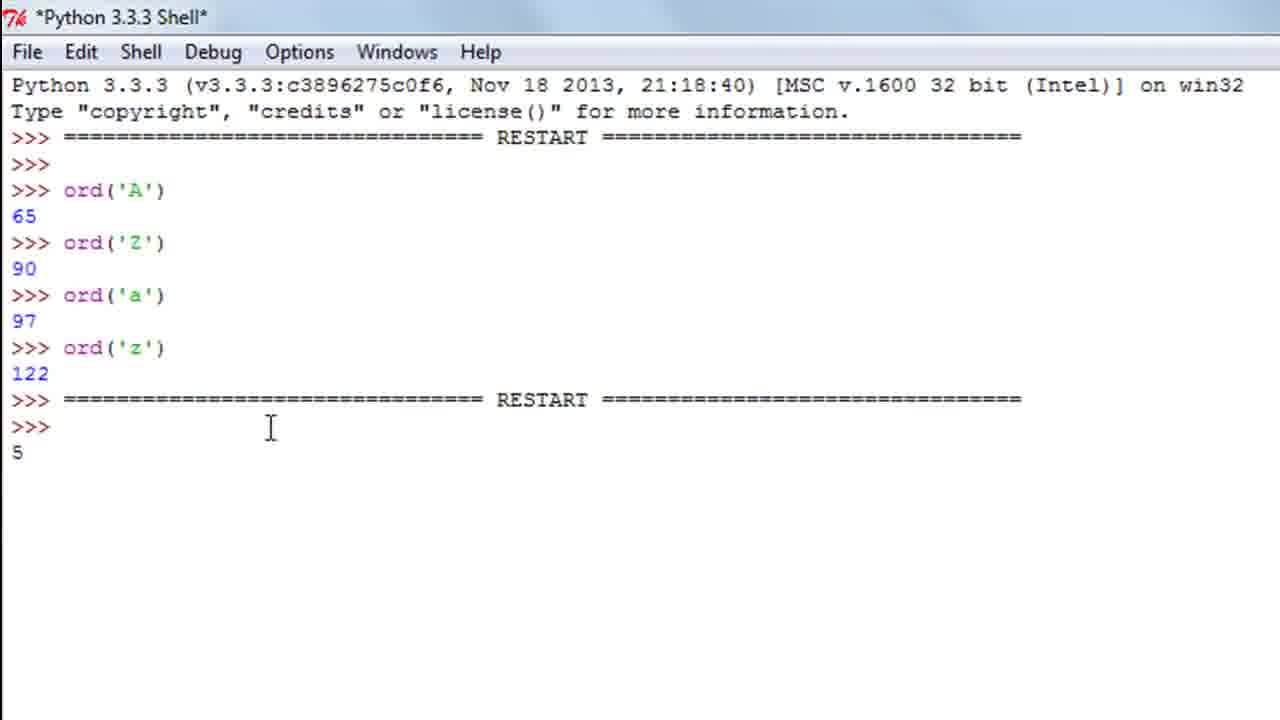 *Python 3.3.3 Shell*
File Edit Shell Debug Options Windows Help
Python 3.3.3 (v3.3.3:c3896275c0f6, Nov 18 2013, 21:18:40) [MSC v.1600 32 bit (Intel)] on win32
Type "copyright", "credits" or "license()" for more information.
>>> ================================ RESTART ================================
>>>
>>> ord('A')
65
>>> ord('Z')
90
>>> ord('a')
97
>>> ord('z')
122
>>> ================================ RESTART ================================
>>>
5